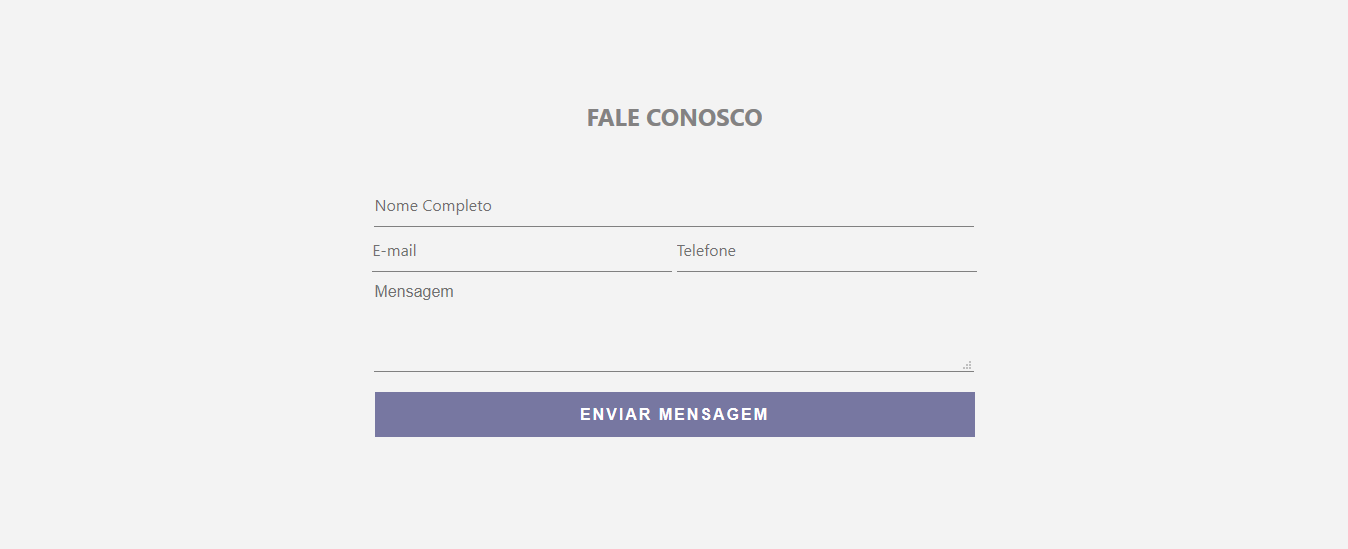 FALE CONOSCO
Nome Completo
E-mail Telefone
Mensagem
ENVIAR MENSAGEM